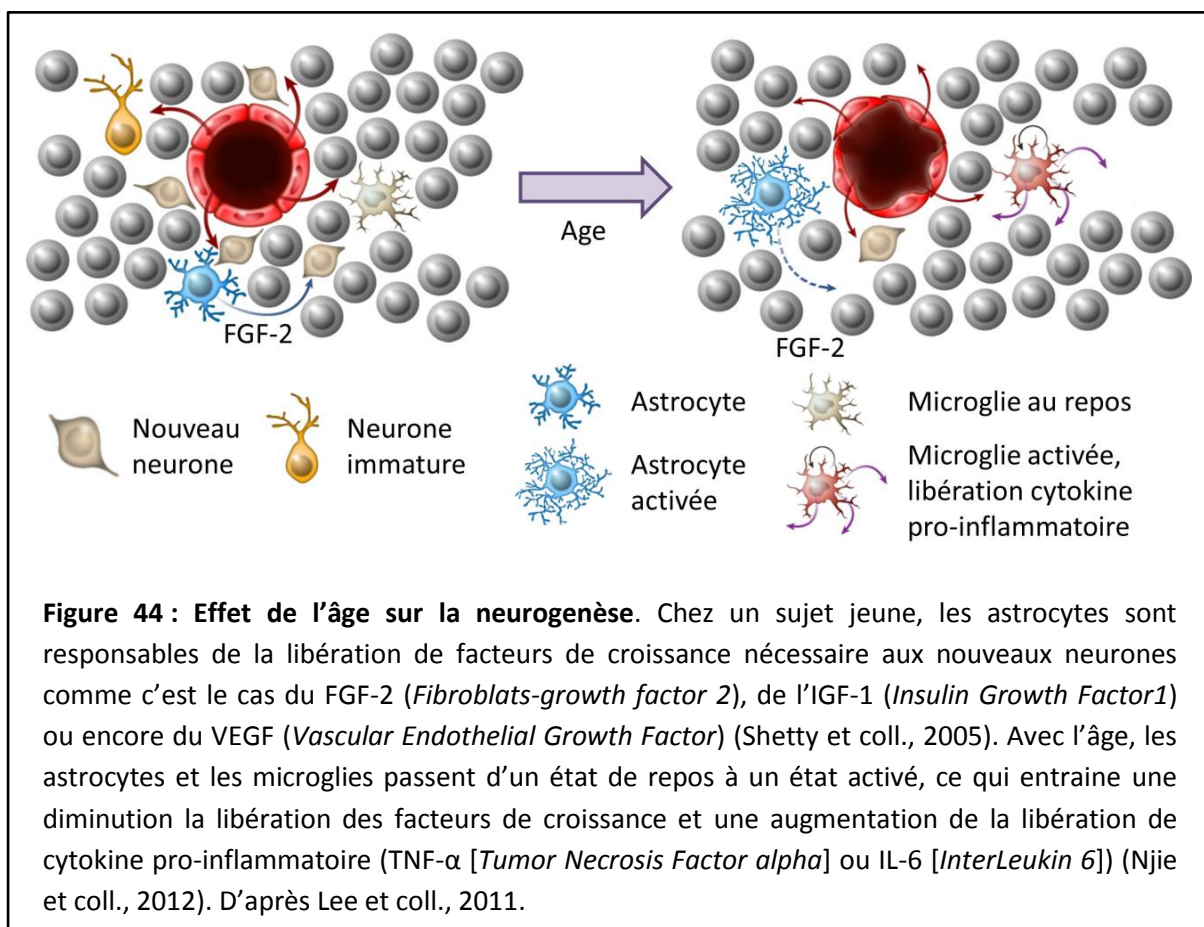 Age
FGF-2
FGF-2
Nouveau
neurone
Neurone
immature
Astrocyte
Astrocyte
activée
Microglie au repos
Microglie activée,
libération cytokine
pro-inflammatoire
Figure 44 : Effet de l’âge sur la neurogenèse. Chez un sujet jeune, les astrocytes sont
responsables de la libération de facteurs de croissance nécessaire aux nouveaux neurones
comme c’est le cas du FGF-2 (Fibroblats-growth factor 2), de l’IGF-1 (Insulin Growth Factor1)
ou encore du VEGF (Vascular Endothelial Growth Factor) (Shetty et coll., 2005). Avec l’âge, les
astrocytes et les microglies passent d’un état de repos à un état activé, ce qui entraine une
diminution la libération des facteurs de croissance et une augmentation de la libération de
cytokine pro-inflammatoire (TNF-α [Tumor Necrosis Factor alpha] ou IL-6 [InterLeukin 6]) (Njie
et coll., 2012). D’après Lee et coll., 2011.